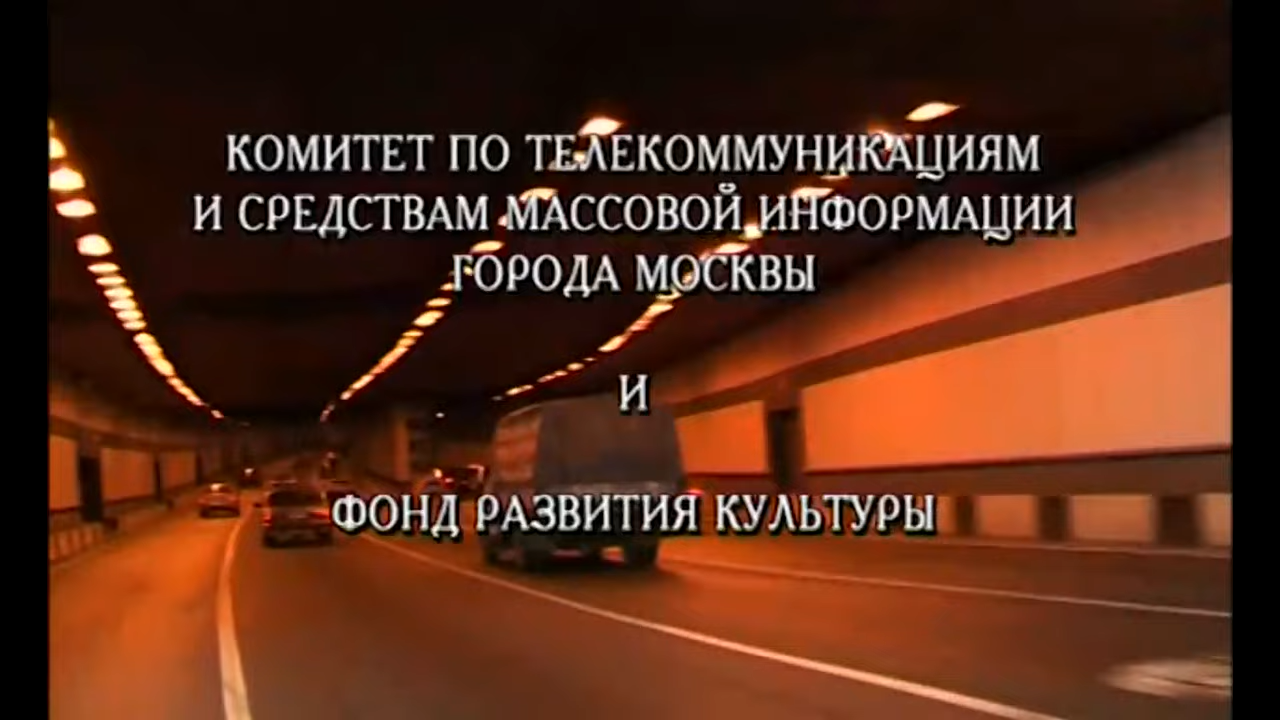 КОМИТЕТ ПО ТЕЛЕКОММУНИКАЦИЯМ
И СРЕДСТВАМ МАССОВОЙ ИНФОРМАЦИИ
ГОРОДА МОСКВЫ
И
ФОНД РАЗВИТИЯ КУЛЬТУРЫ